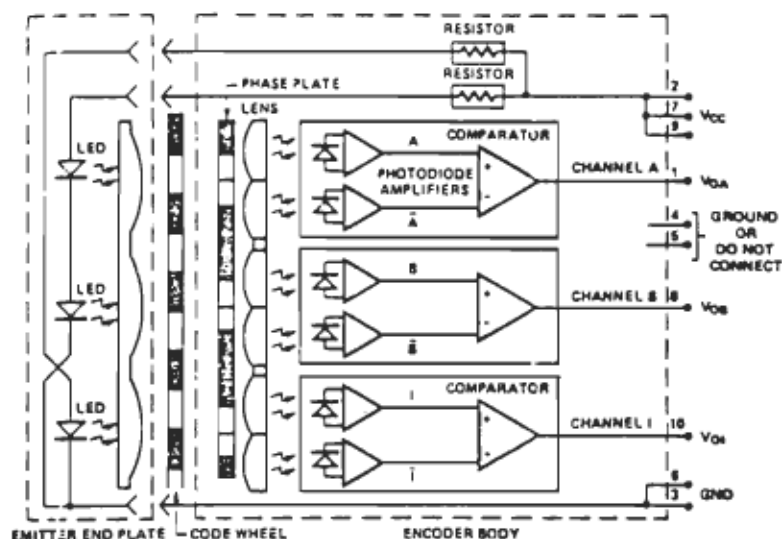 RESISTOR
RESISTOR
PHASE PLATE
LENS
LED
LED
LED
A
Ā
PHOTODIODE
AMPLIFIERS
COMPARATOR
CHANNEL A 1
VOA
2
7
9
VCC
4
5
GROUND
OR
DO NOT
CONNECT
B
B̄
CHANNEL B 8
VOB
COMPARATOR
I
Ī
CHANNEL I 10
VOI
6
3
GND
+
-
+
-
+
-
EMITTER END PLATE
CODE WHEEL
ENCODER BODY